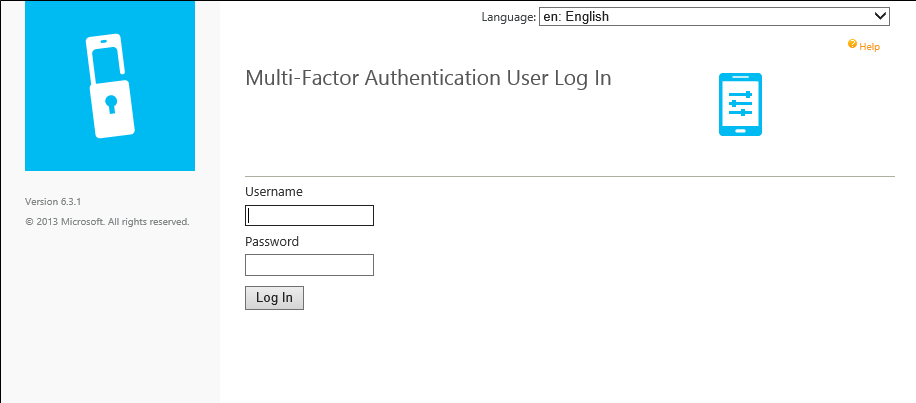 Language: en: English
Help
Multi-Factor Authentication User Log In
Version 6.3.1
© 2013 Microsoft. All rights reserved.
Username
Password
Log In